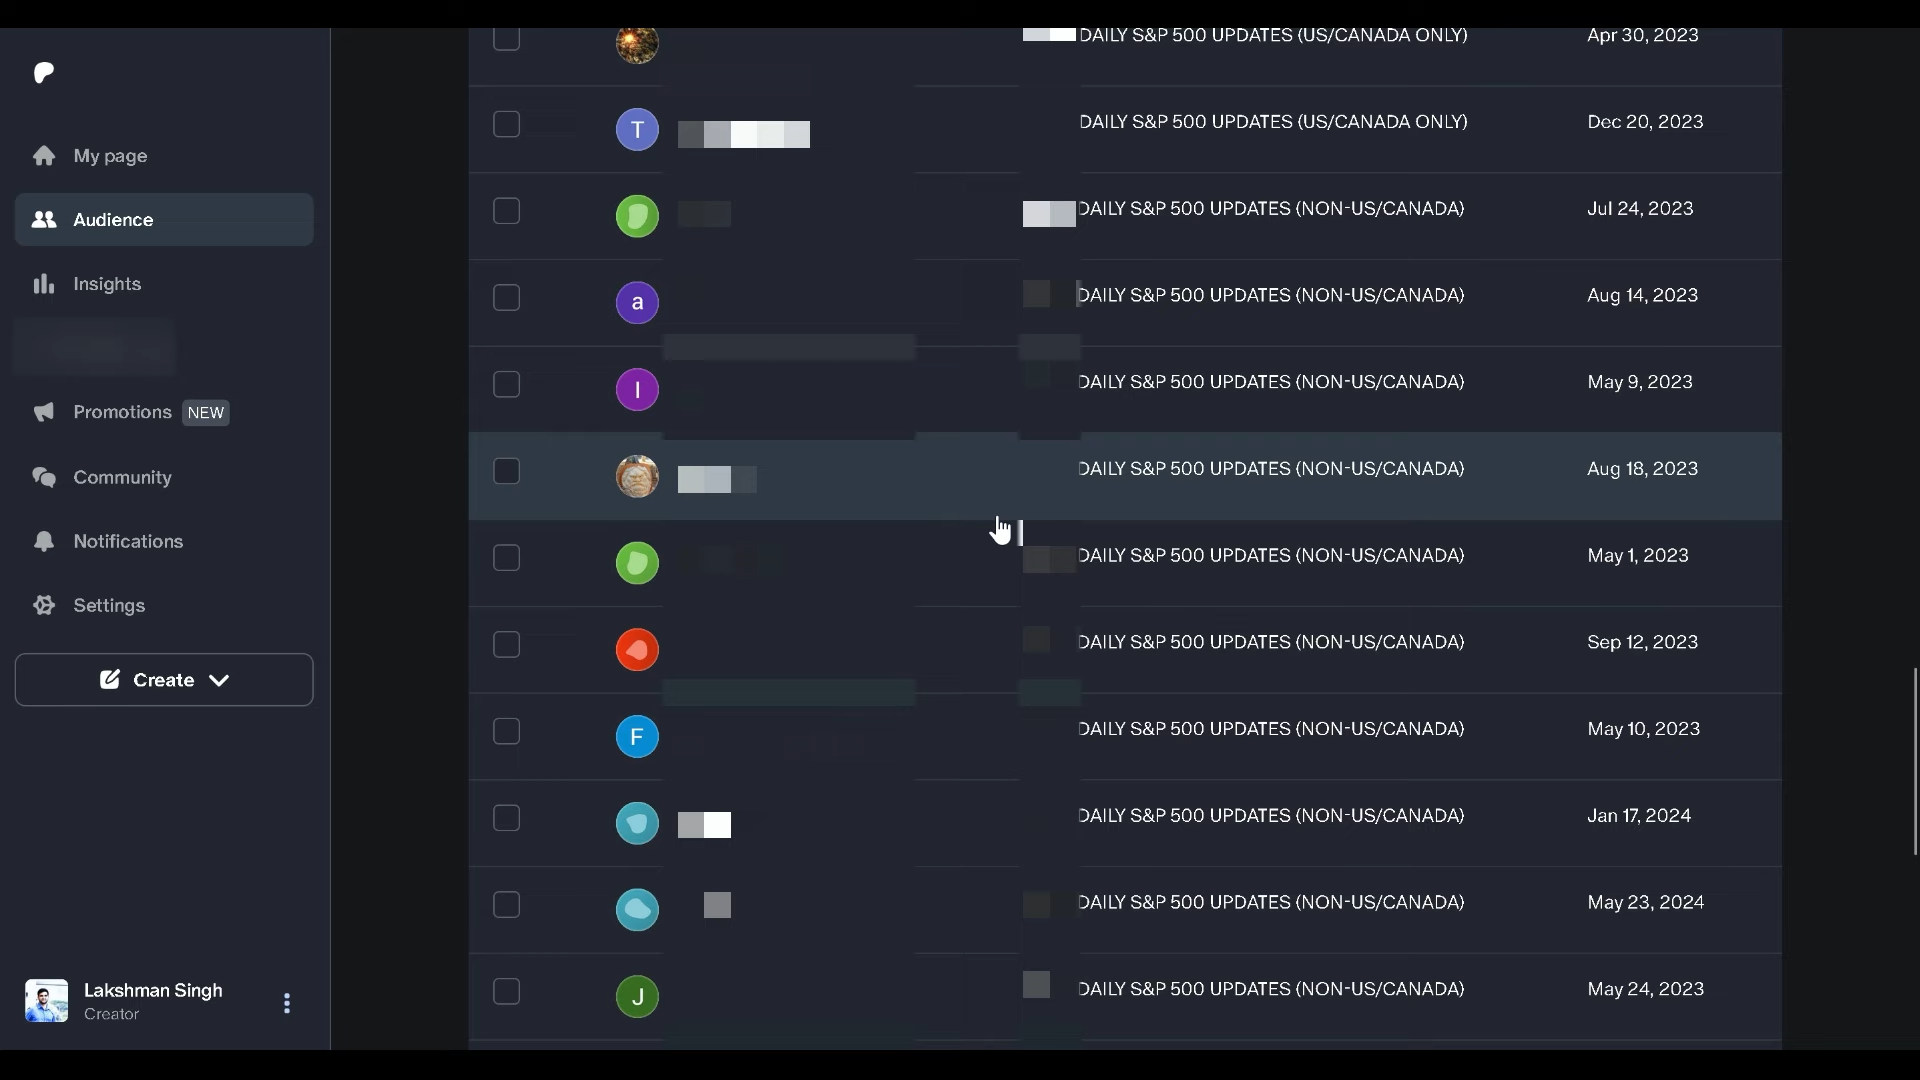 DAILY S&P 500 UPDATES (US/CANADA ONLY) Apr 30, 2023
T DAILY S&P 500 UPDATES (US/CANADA ONLY) Dec 20, 2023
My page
DAILY S&P 500 UPDATES (NON-US/CANADA) Jul 24, 2023
Audience
Insights
a DAILY S&P 500 UPDATES (NON-US/CANADA) Aug 14, 2023
I DAILY S&P 500 UPDATES (NON-US/CANADA) May 9, 2023
Promotions NEW
DAILY S&P 500 UPDATES (NON-US/CANADA) Aug 18, 2023
Community
Notifications
DAILY S&P 500 UPDATES (NON-US/CANADA) May 1, 2023
Settings
DAILY S&P 500 UPDATES (NON-US/CANADA) Sep 12, 2023
Create
F DAILY S&P 500 UPDATES (NON-US/CANADA) May 10, 2023
DAILY S&P 500 UPDATES (NON-US/CANADA) Jan 17, 2024
DAILY S&P 500 UPDATES (NON-US/CANADA) May 23, 2024
J DAILY S&P 500 UPDATES (NON-US/CANADA) May 24, 2024
Lakshman Singh
Creator